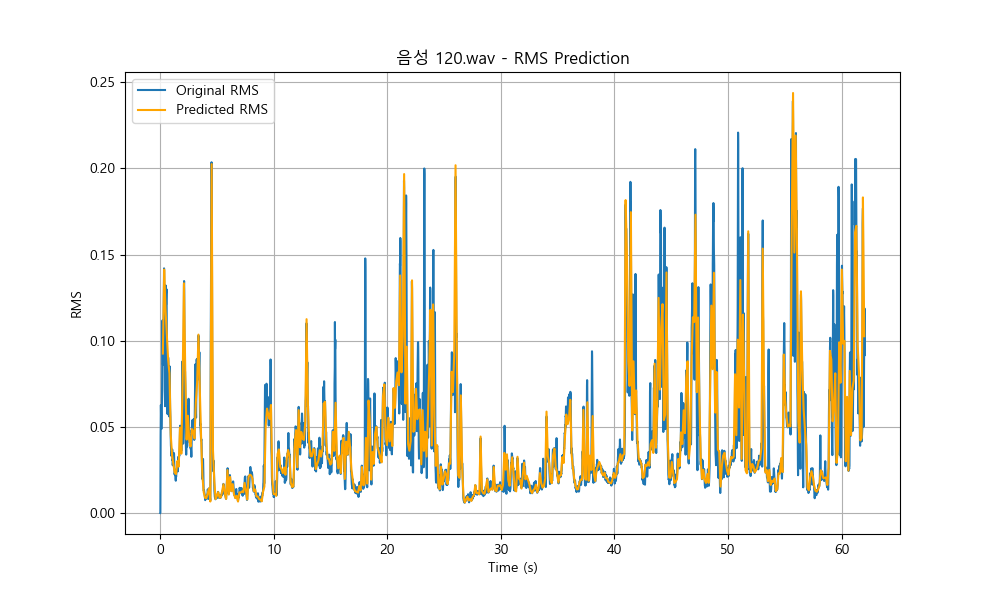 음성 120.wav - RMS Prediction
Original RMS
Predicted RMS
0.25
0.20
0.15
0.10
0.05
0.00
RMS
0 10 20 30 40 50 60
Time (s)